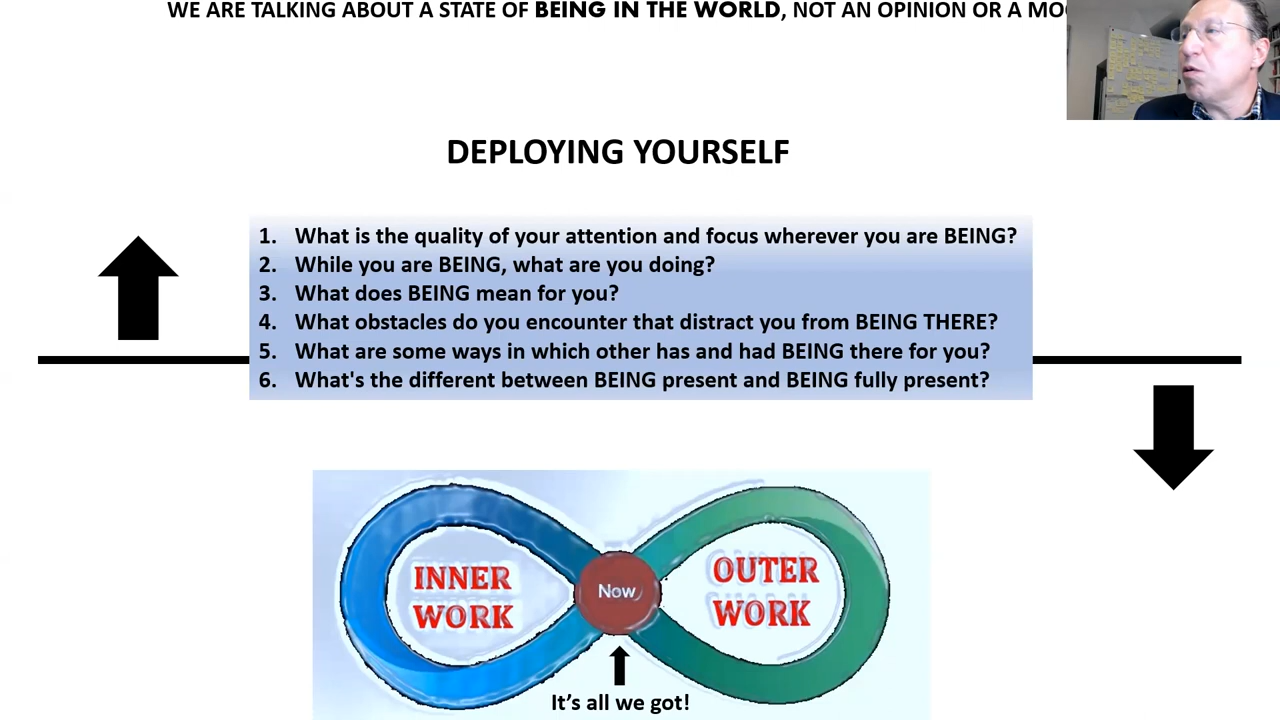 WE ARE TALKING ABOUT A STATE OF BEING IN THE WORLD, NOT AN OPINION OR A
DEPLOYING YOURSELF
1. What is the quality of your attention and focus wherever you are BEING?
2. While you are BEING, what are you doing?
3. What does BEING mean for you?
4. What obstacles do you encounter that distract you from BEING THERE?
5. What are some ways in which other has and had BEING there for you?
6. What's the different between BEING present and BEING fully present?
INNER
WORK
Now
OUTER
WORK
It's all we got!